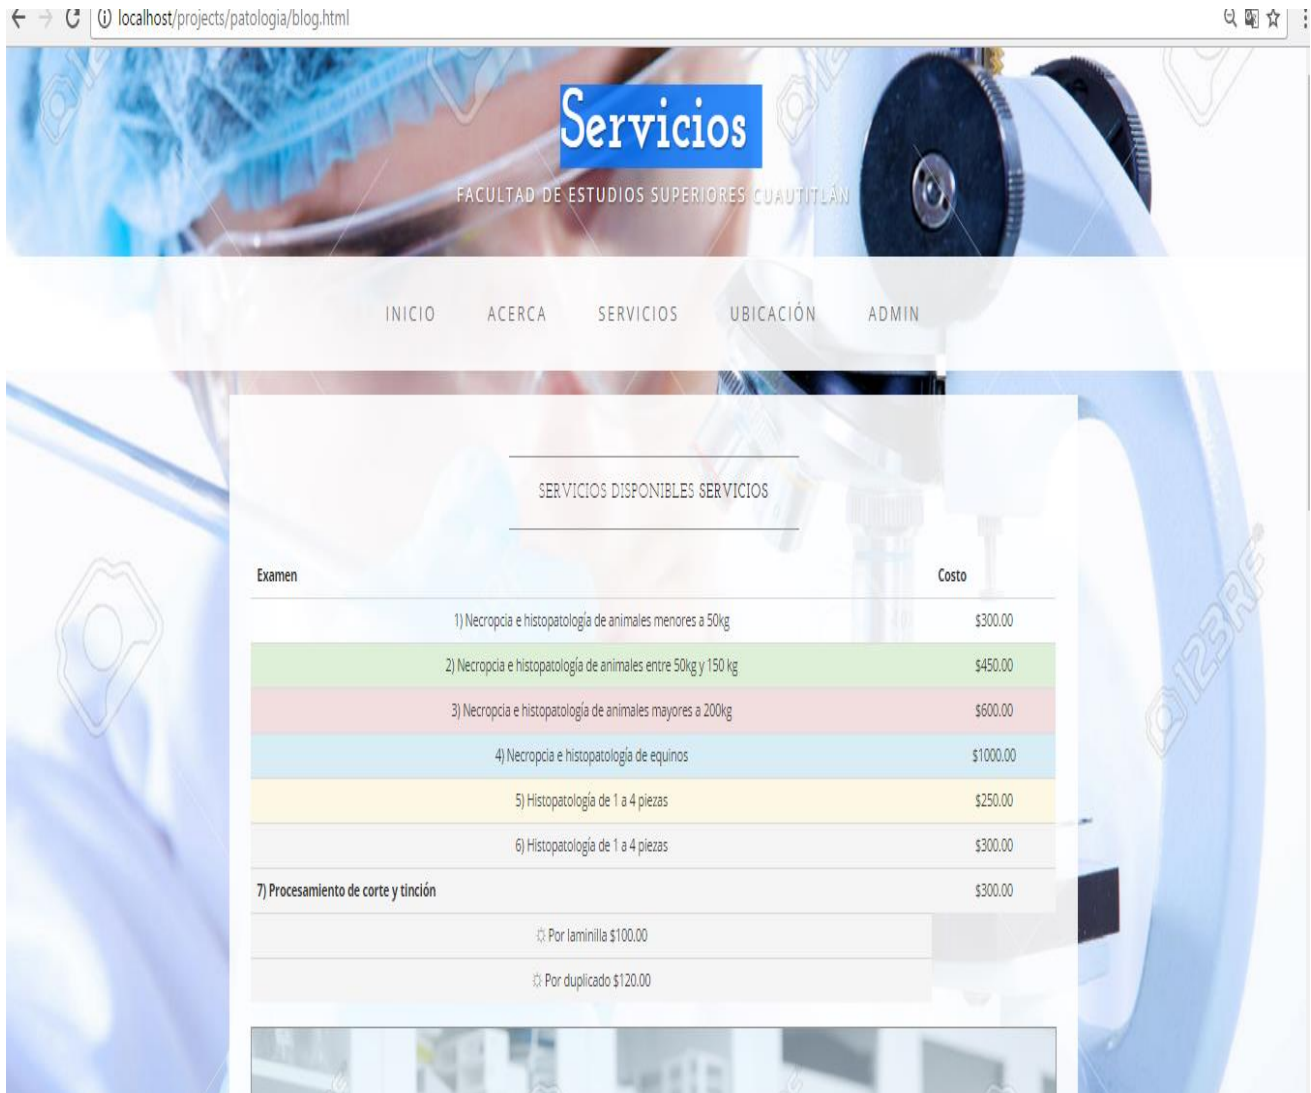 localhost/projects/patologia/blog.html
Servicios
FACULTAD DE ESTUDIOS SUPERIORES CUAUTITLÁN
INICIO ACERCA SERVICIOS UBICACIÓN ADMIN
SERVICIOS DISPONIBLES SERVICIOS
Examen Costo
1) Necropcia e histopatología de animales menores a 50kg $300.00
2) Necropcia e histopatología de animales entre 50kg y 150 kg $450.00
3) Necropcia e histopatología de animales mayores a 200kg $600.00
4) Necropcia e histopatología de equinos $1000.00
5) Histopatología de 1 a 4 piezas $250.00
6) Histopatología de 1 a 4 piezas $300.00
7) Procesamiento de corte y tinción $300.00
☼ Por laminilla $100.00
☼ Por duplicado $120.00
123RF